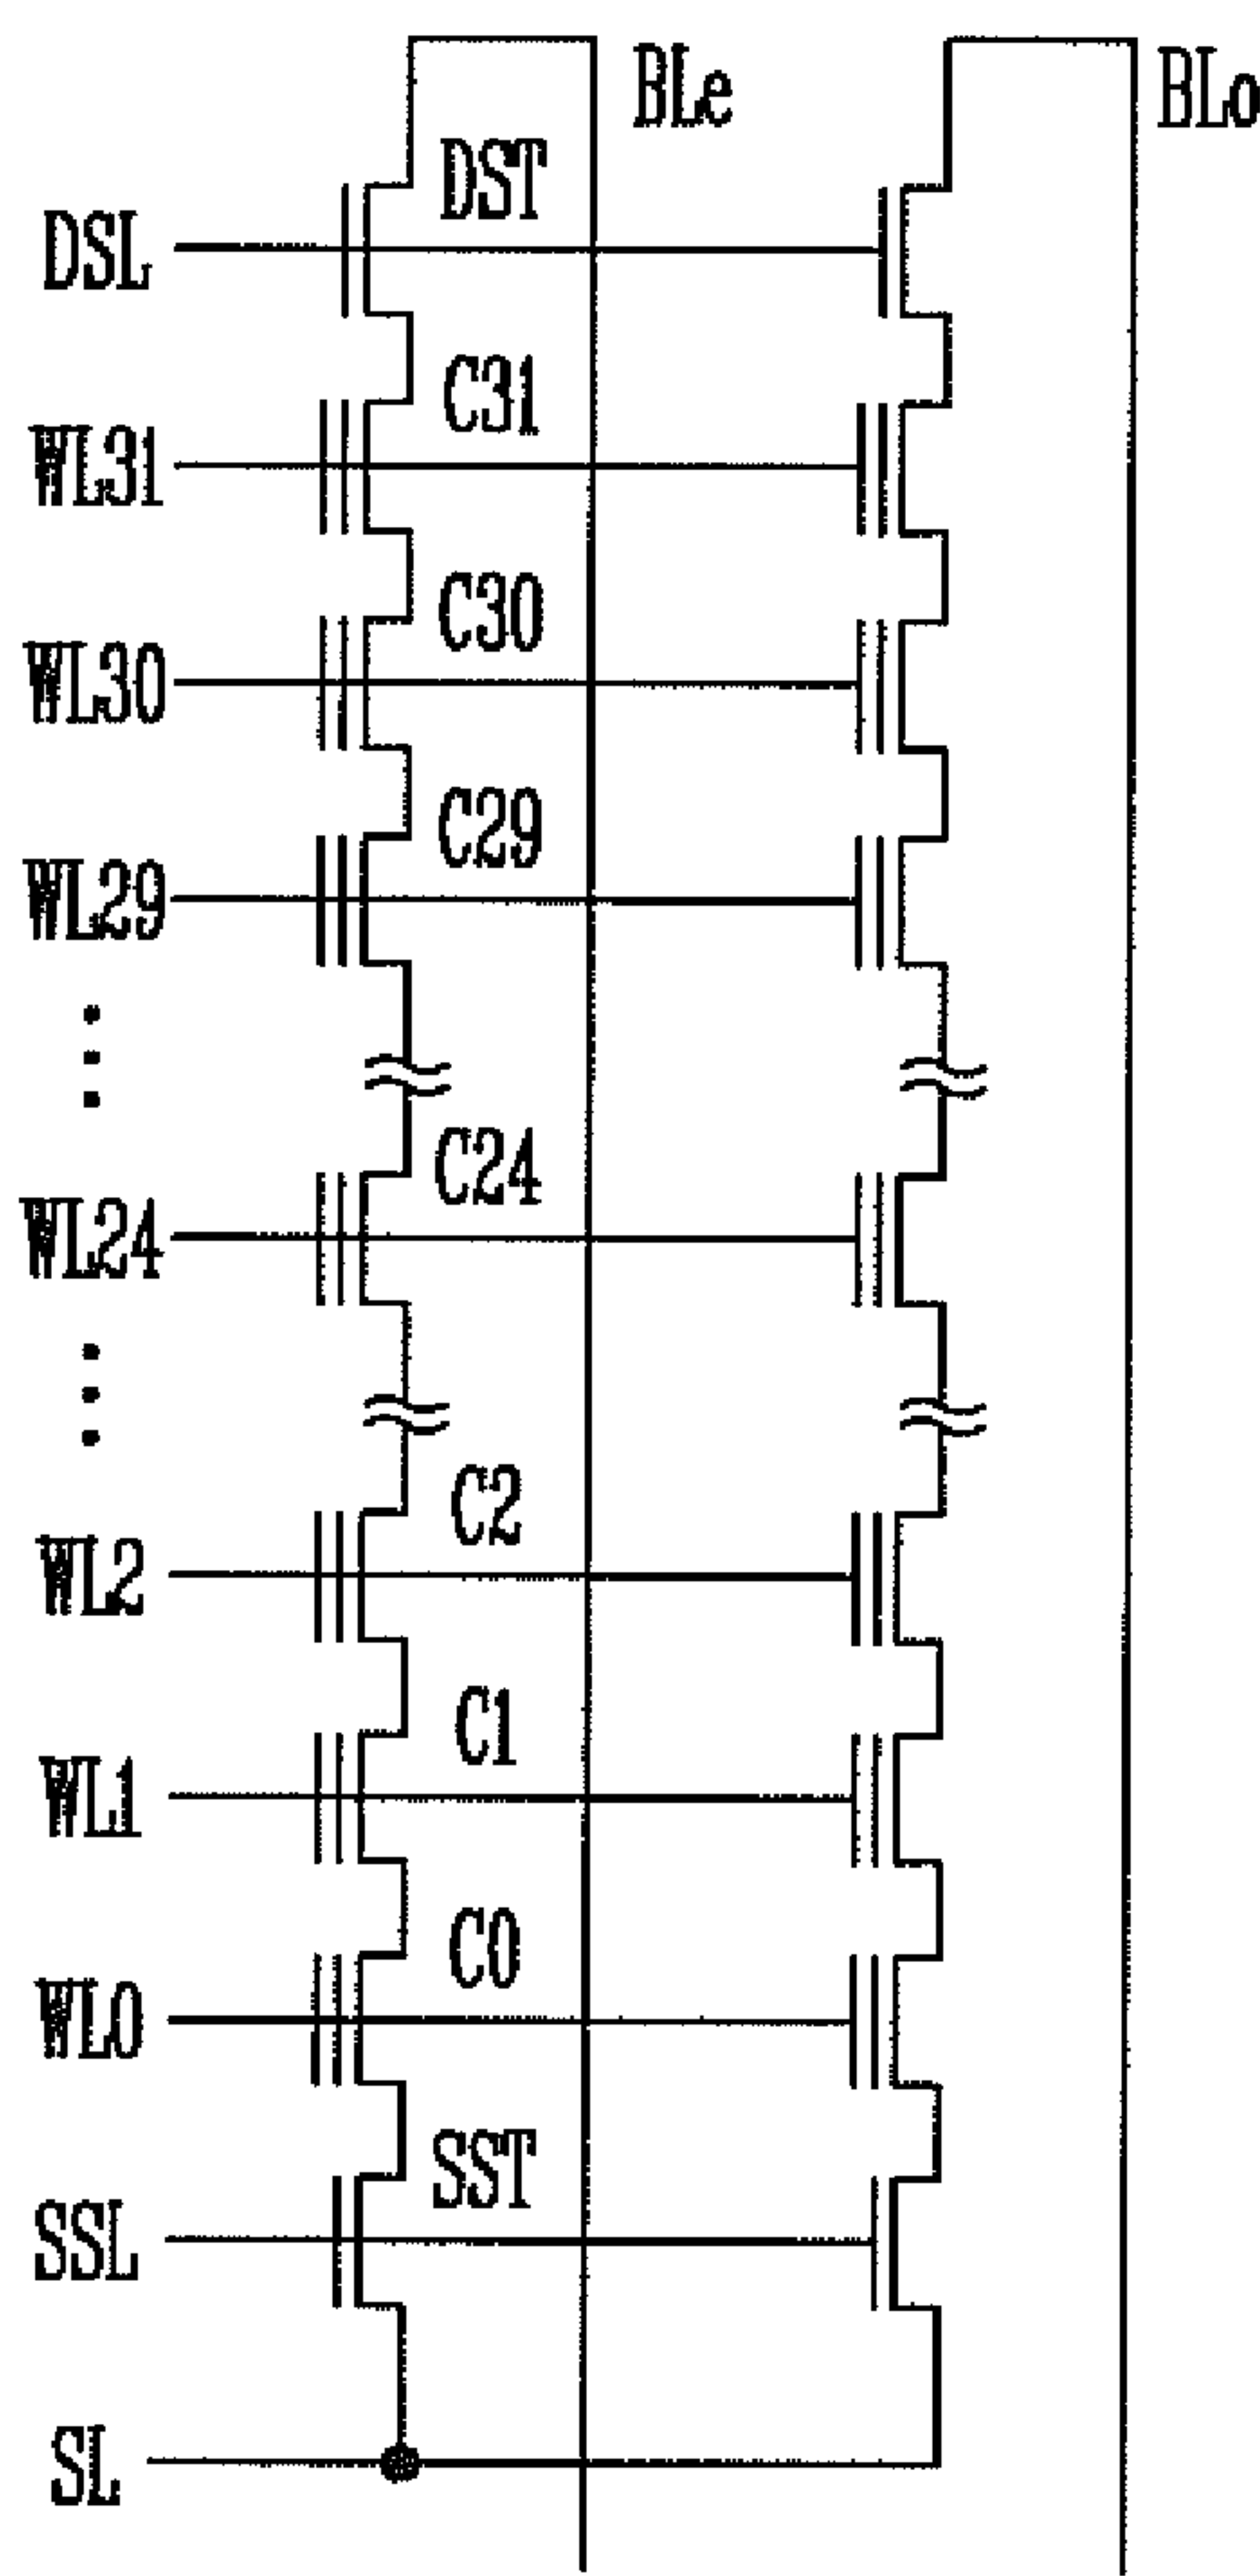 BLe BLo
DST
DSL
C31
WL31
C30
WL30
C29
WL29
C24
WL24
C2
WL2
C1
WL1
C0
WL0
SST
SSL
SL